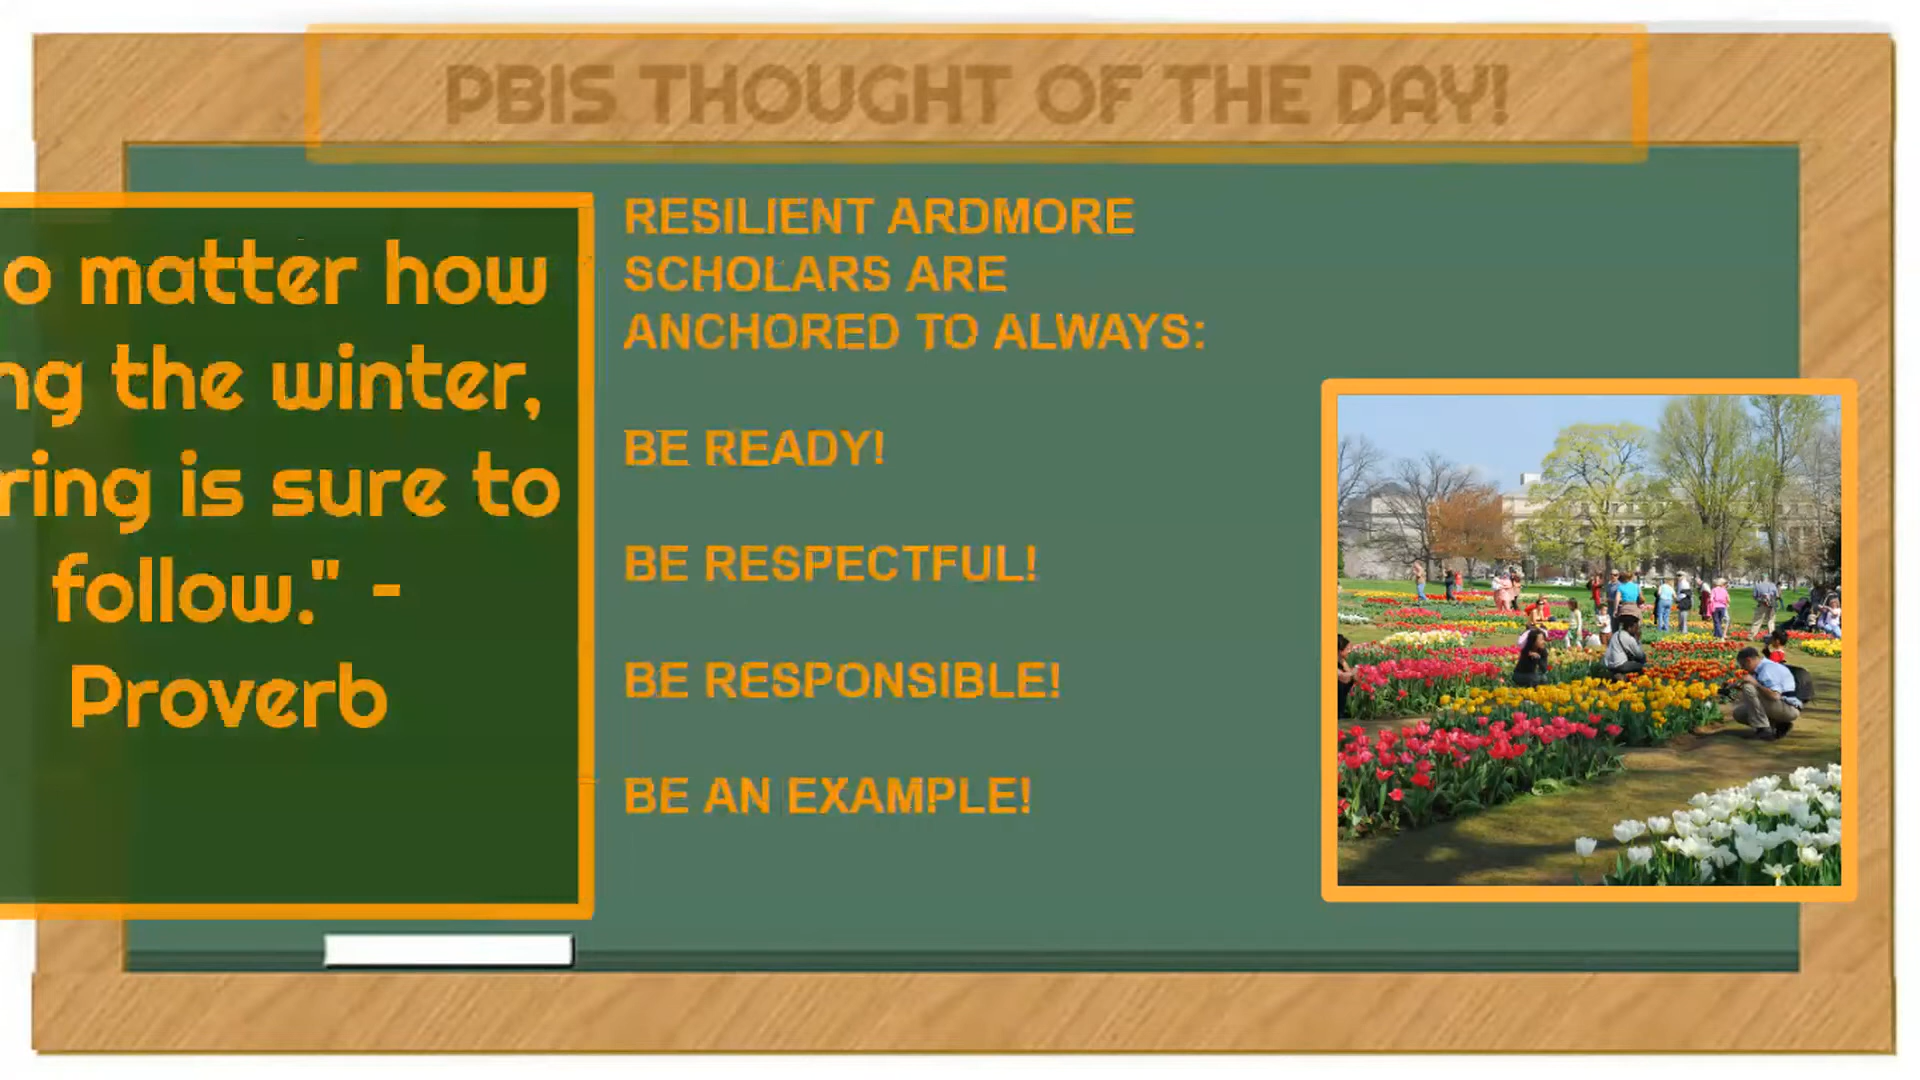 PBIS THOUGHT OF THE DAY!
o matter how
ng the winter,
ring is sure to
follow." -
Proverb
RESILIENT ARDMORE
SCHOLARS ARE
ANCHORED TO ALWAYS:
BE READY!
BE RESPECTFUL!
BE RESPONSIBLE!
BE AN EXAMPLE!